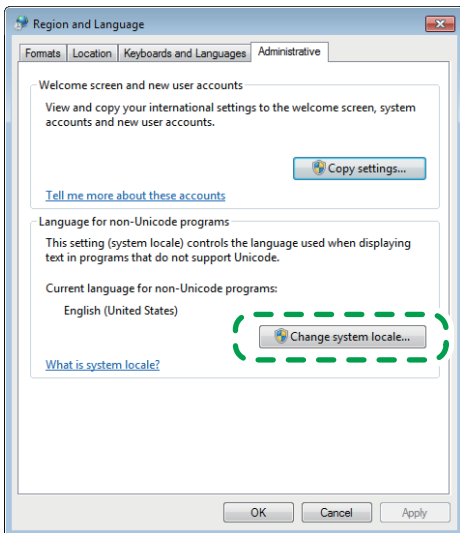 Region and Language
Formats Location Keyboards and Languages Administrative
Welcome screen and new user accounts
View and copy your international settings to the welcome screen, system
accounts and new user accounts.
Copy settings...
Tell me more about these accounts
Language for non-Unicode programs
This setting (system locale) controls the language used when displaying
text in programs that do not support Unicode.
Current language for non-Unicode programs:
English (United States)
Change system locale...
What is system locale?
OK Cancel Apply